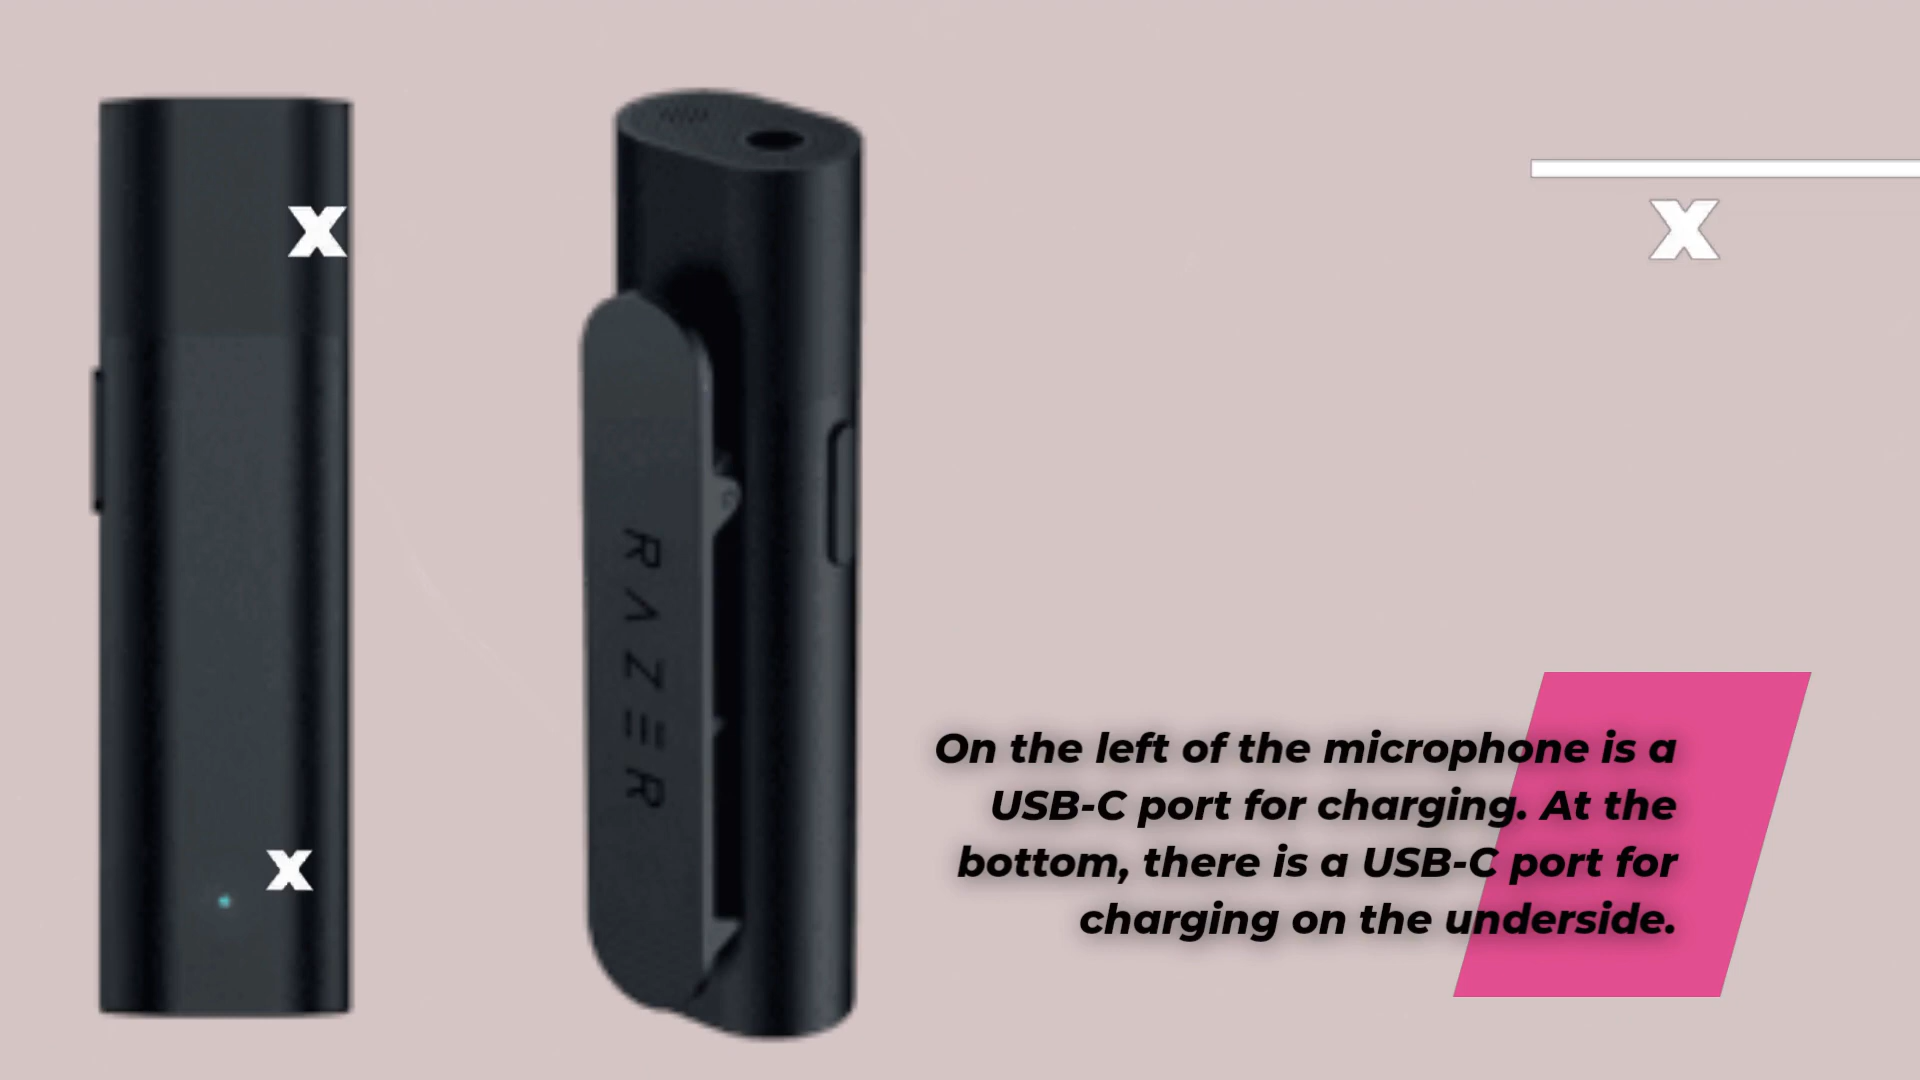 X
X
RAZER
X
On the left of the microphone is a
USB-C port for charging. At the
bottom, there is a USB-C port for
charging on the underside.